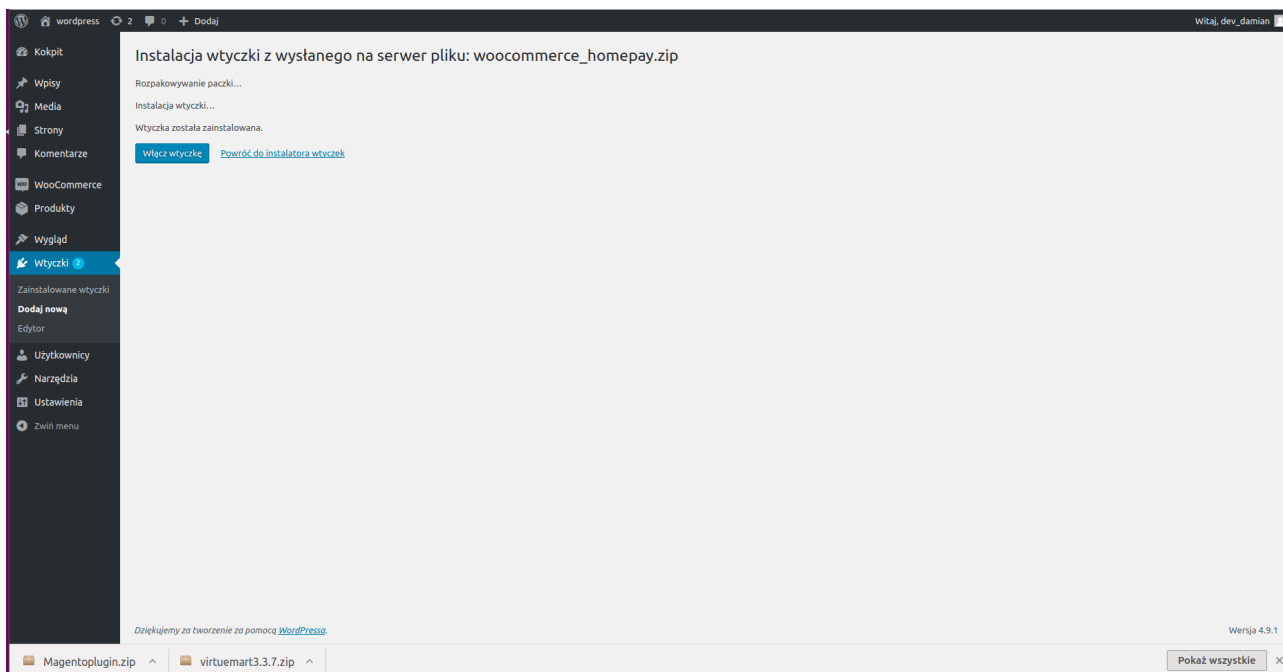 wordpress 2 0 + Dodaj Witaj, dev_damian
Kokpit
Wpisy
Media
Strony
Komentarze
WooCommerce
Produkty
Wygląd
Wtyczki 2
Zainstalowane wtyczki
Dodaj nową
Edytor
Użytkownicy
Narzędzia
Ustawienia
Zwiń menu
Instalacja wtyczki z wysłanego na serwer pliku: woocommerce_homepay.zip
Rozpakowywanie paczki…
Instalacja wtyczki…
Wtyczka została zainstalowana.
Włącz wtyczkę Powróć do instalatora wtyczek
Dziękujemy za tworzenie za pomocą WordPressa. Wersja 4.9.1
Magentoplugin.zip virtuemart3.3.7.zip Pokaż wszystkie